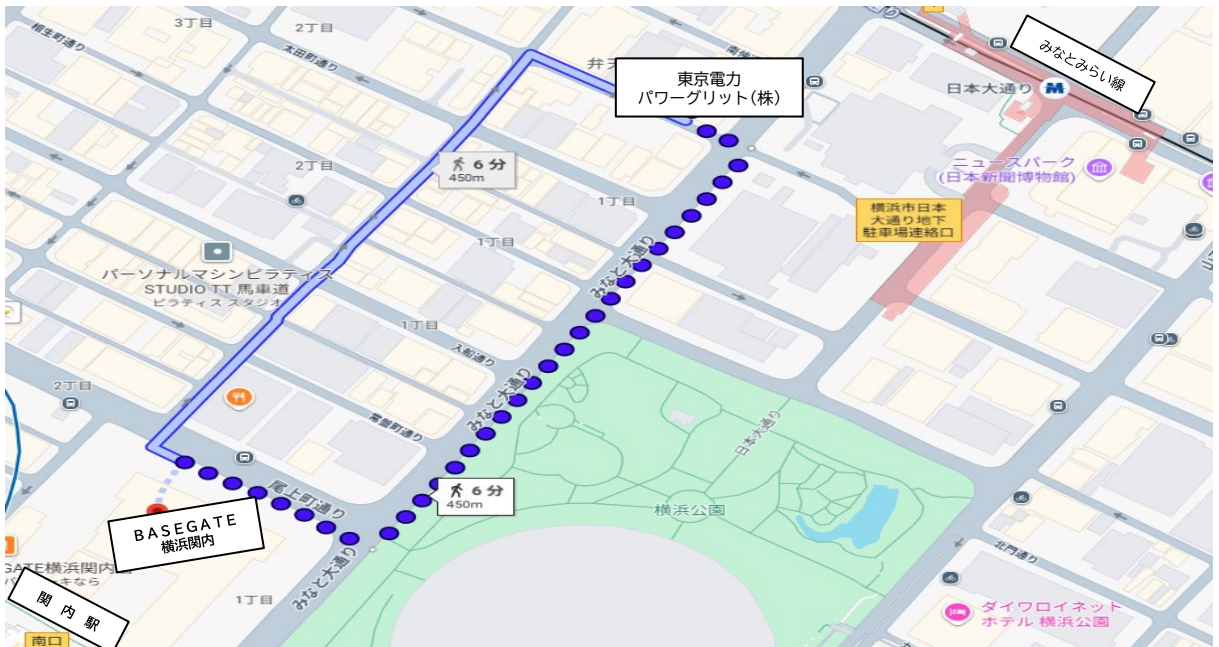 3丁目
2丁目
相生町通り
太田町通り
みなとみらい線
東京電力
パワーグリット(株)
日本大通り
ニュースパーク
(日本新聞博物館)
6 分
450m
2丁目
1丁目
横浜市日本
大通り地下
駐車場連絡口
1丁目
みなと大通り
パーソナルマシンピラティス
STUDIO TT 馬車道
ピラティス スタジオ
1丁目
入船通り
2丁目
みなと大通り
常盤町通り
日本大通り
6 分
450m
尾上町通り
横浜公園
BASEGATE
横浜関内
みなと大通り
北門通り
GATE横浜関内
キなら
関内駅
1丁目
南口
ダイワロイネット
ホテル 横浜公園